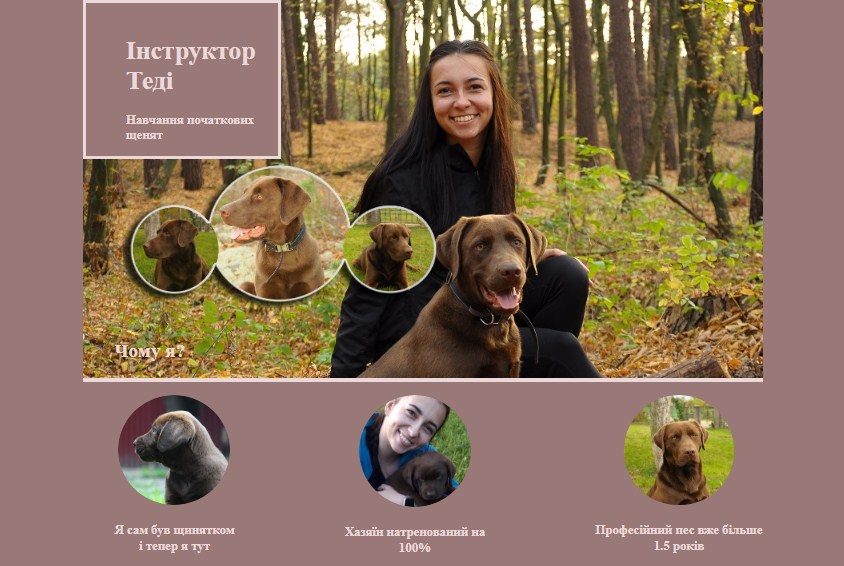 Інструктор
Теді
Навчання початкових
щенят
Чому я?
Я сам був щинятком
і тепер я тут
Хазяїн натренований на
100%
Професійний пес вже більше
1.5 років